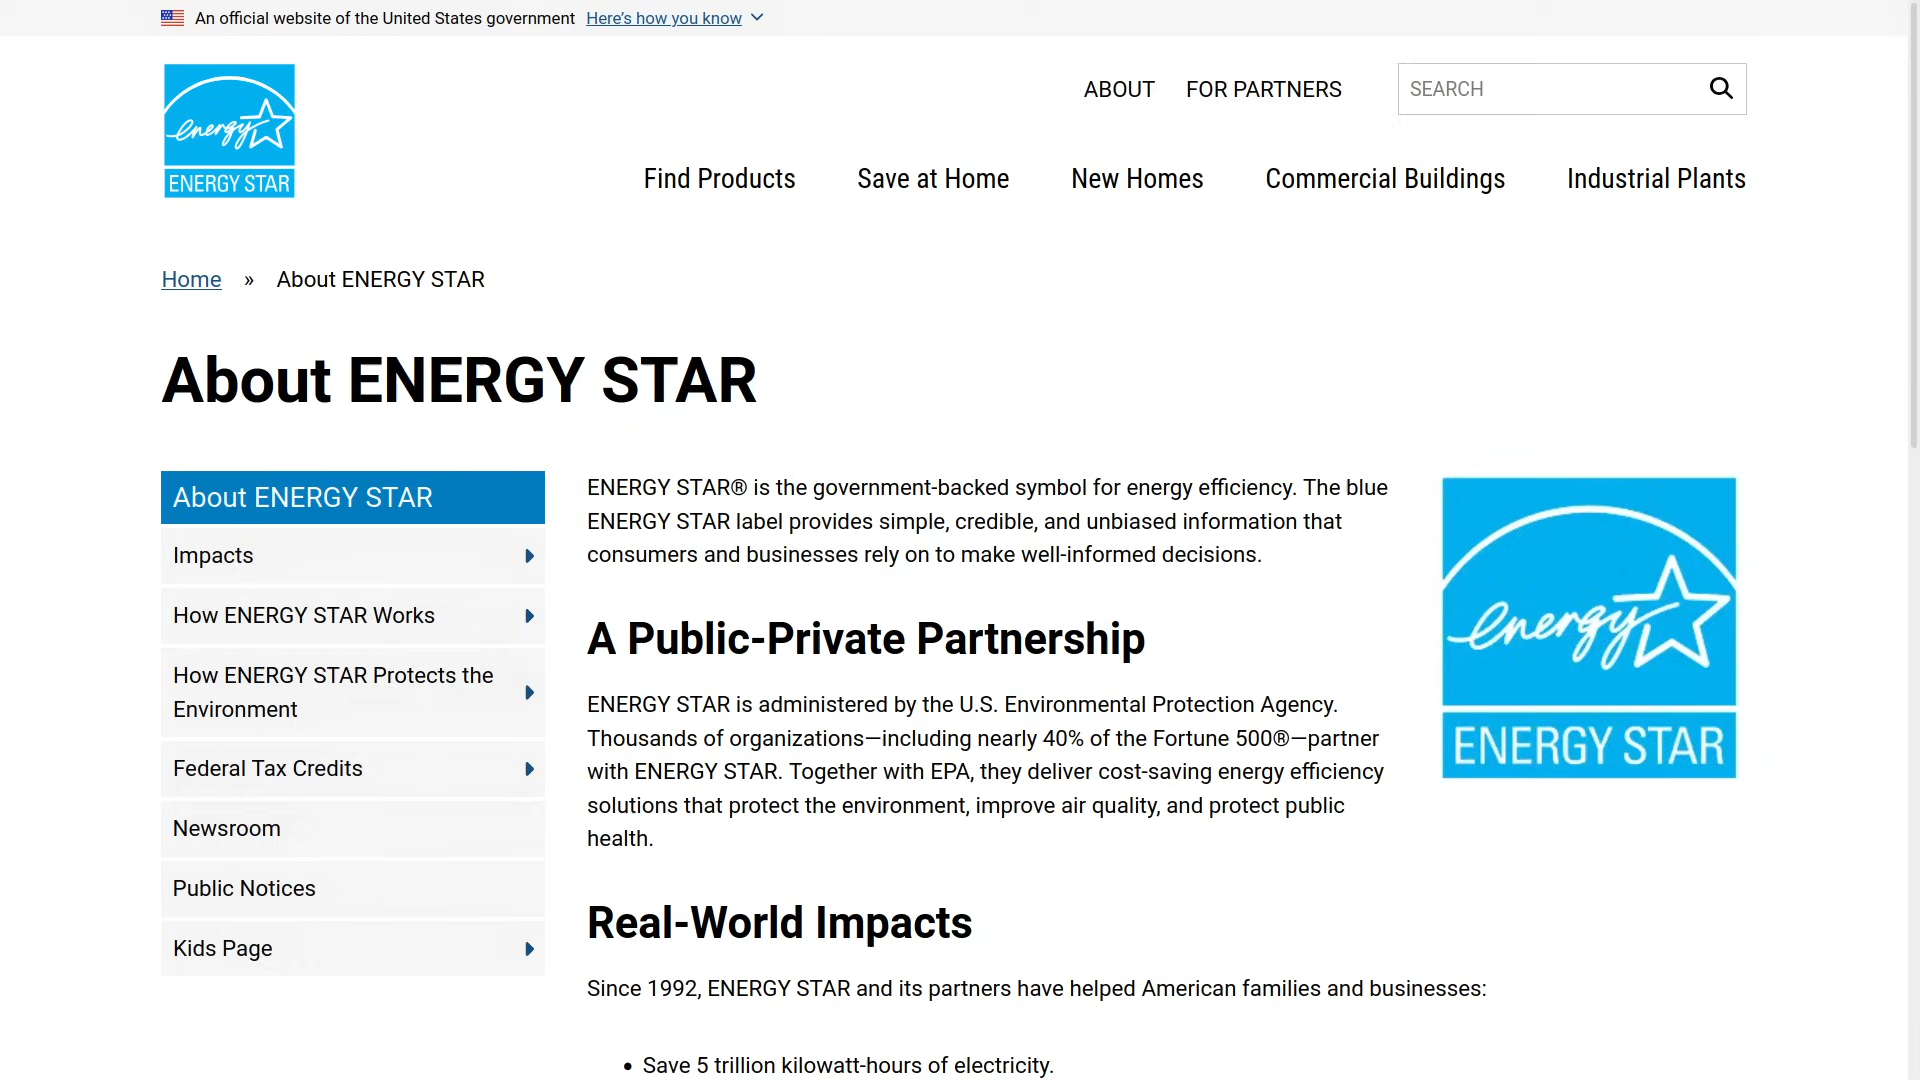 An official website of the United States government Here’s how you know
ABOUT FOR PARTNERS SEARCH
energy
ENERGY STAR
Find Products Save at Home New Homes Commercial Buildings Industrial Plants
Home » About ENERGY STAR
About ENERGY STAR
About ENERGY STAR
Impacts
How ENERGY STAR Works
How ENERGY STAR Protects the
Environment
Federal Tax Credits
Newsroom
Public Notices
Kids Page
ENERGY STAR® is the government-backed symbol for energy efficiency. The blue
ENERGY STAR label provides simple, credible, and unbiased information that
consumers and businesses rely on to make well-informed decisions.
A Public-Private Partnership
ENERGY STAR is administered by the U.S. Environmental Protection Agency.
Thousands of organizations—including nearly 40% of the Fortune 500®—partner
with ENERGY STAR. Together with EPA, they deliver cost-saving energy efficiency
solutions that protect the environment, improve air quality, and protect public
health.
energy
ENERGY STAR
Real-World Impacts
Since 1992, ENERGY STAR and its partners have helped American families and businesses:
• Save 5 trillion kilowatt-hours of electricity.